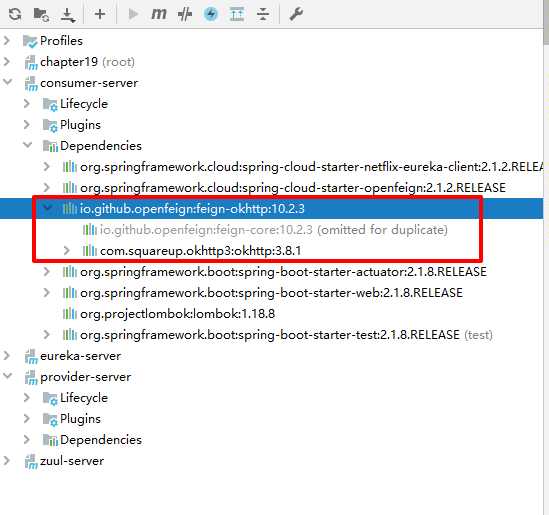 Profiles
chapter19 (root)
consumer-server
Lifecycle
Plugins
Dependencies
org.springframework.cloud:spring-cloud-starter-netflix-eureka-client:2.1.2.RELEA
org.springframework.cloud:spring-cloud-starter-openfeign:2.1.2.RELEASE
io.github.openfeign:feign-okhttp:10.2.3
io.github.openfeign:feign-core:10.2.3 (omitted for duplicate)
com.squareup.okhttp3:okhttp:3.8.1
org.springframework.boot:spring-boot-starter-actuator:2.1.8.RELEASE
org.springframework.boot:spring-boot-starter-web:2.1.8.RELEASE
org.projectlombok:lombok:1.18.8
org.springframework.boot:spring-boot-starter-test:2.1.8.RELEASE (test)
eureka-server
provider-server
Lifecycle
Plugins
Dependencies
zuul-server